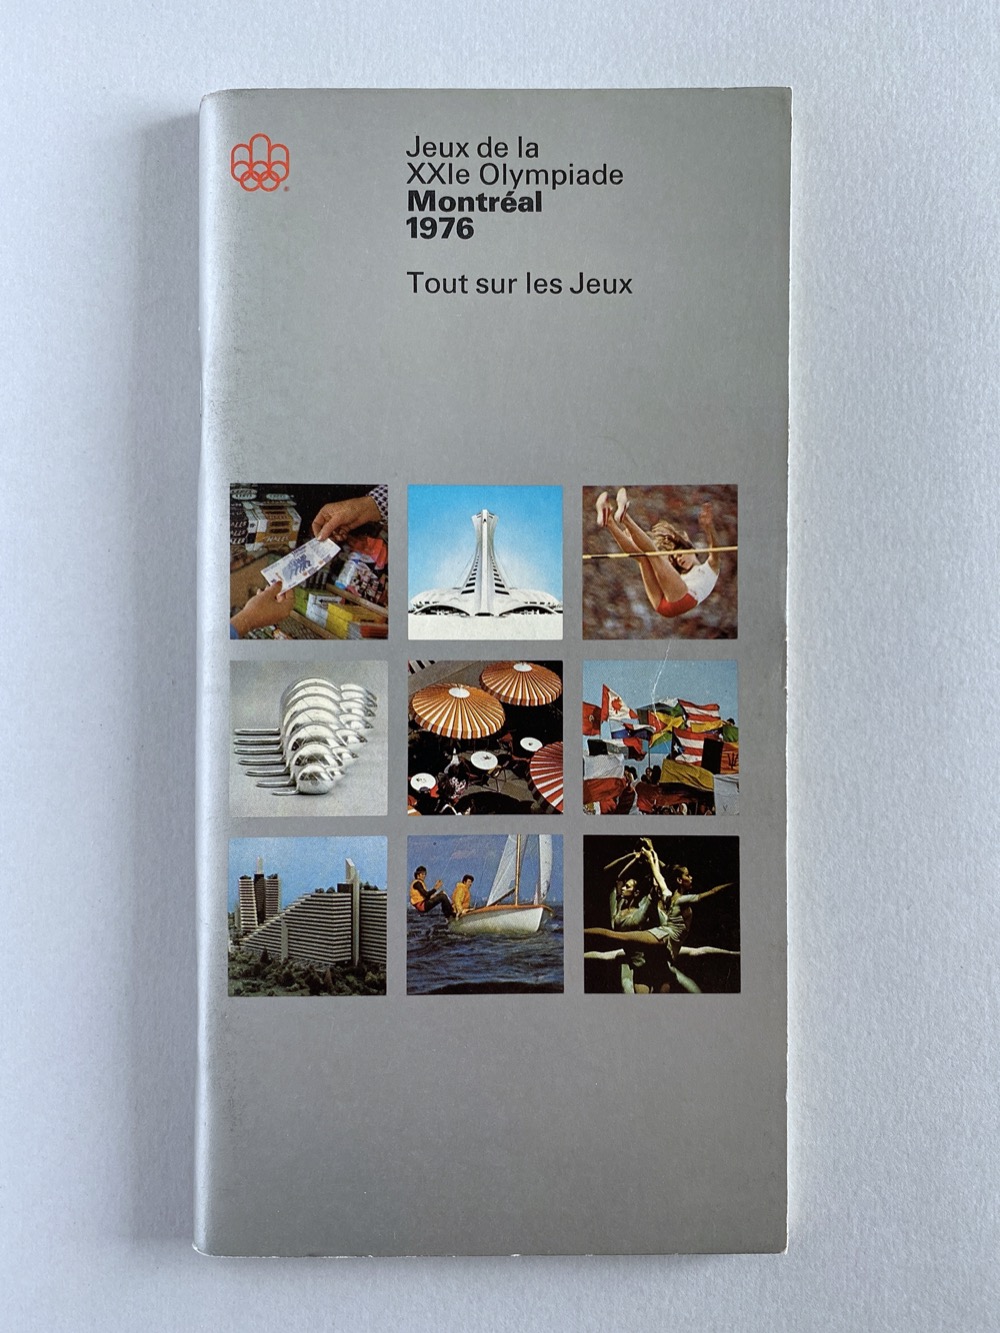 Jeux de la
XXIe Olympiade
Montréal
1976
Tout sur les Jeux